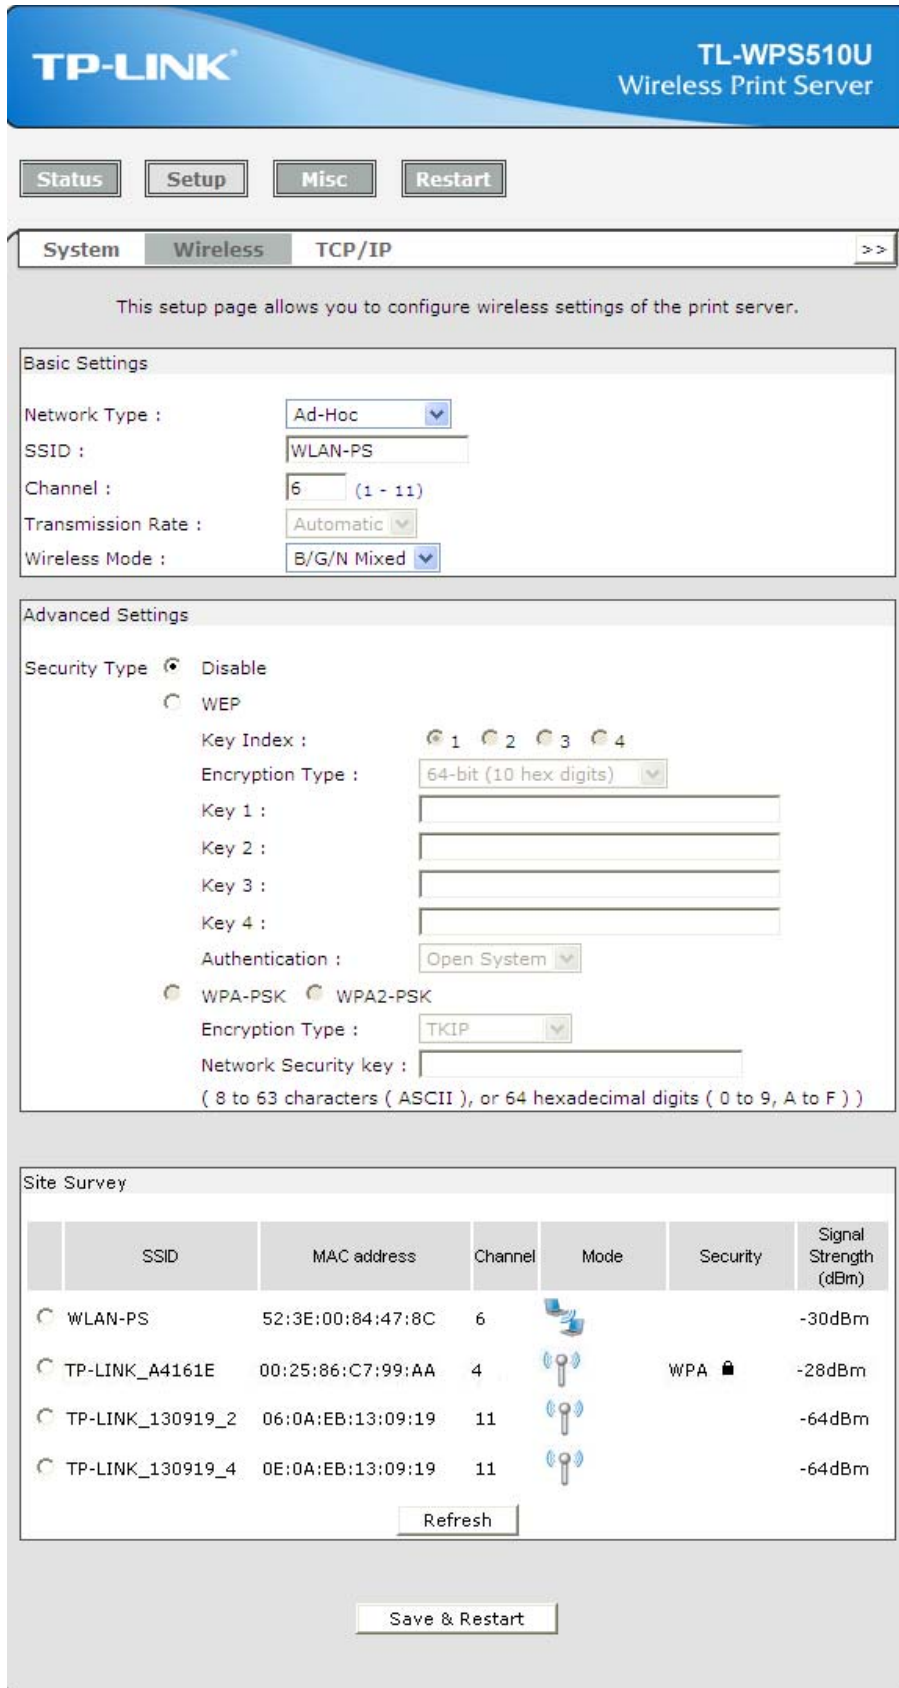 TP-LINK®
TL-WPS510U
Wireless Print Server
Status Setup Misc Restart
System Wireless TCP/IP >>
This setup page allows you to configure wireless settings of the print server.
Basic Settings
Network Type : Ad-Hoc
SSID : WLAN-PS
Channel : 6 (1 - 11)
Transmission Rate : Automatic
Wireless Mode : B/G/N Mixed
Advanced Settings
Security Type Disable
WEP
Key Index : 1 2 3 4
Encryption Type : 64-bit (10 hex digits)
Key 1 :
Key 2 :
Key 3 :
Key 4 :
Authentication : Open System
WPA-PSK WPA2-PSK
Encryption Type : TKIP
Network Security key :
( 8 to 63 characters ( ASCII ), or 64 hexadecimal digits ( 0 to 9, A to F ) )
Site Survey
SSID MAC address Channel Mode Security Signal Strength (dBm)
WLAN-PS 52:3E:00:84:47:8C 6 -30dBm
TP-LINK_A4161E 00:25:86:C7:99:AA 4 WPA -28dBm
TP-LINK_130919_2 06:0A:EB:13:09:19 11 -64dBm
TP-LINK_130919_4 0E:0A:EB:13:09:19 11 -64dBm
Refresh
Save & Restart